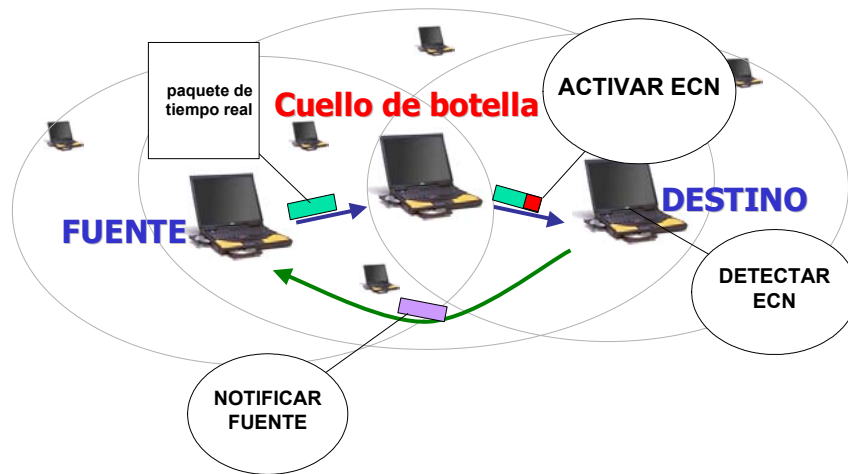 paquete de
tiempo real
Cuello de botella
ACTIVAR ECN
FUENTE
DESTINO
DETECTAR
ECN
NOTIFICAR
FUENTE